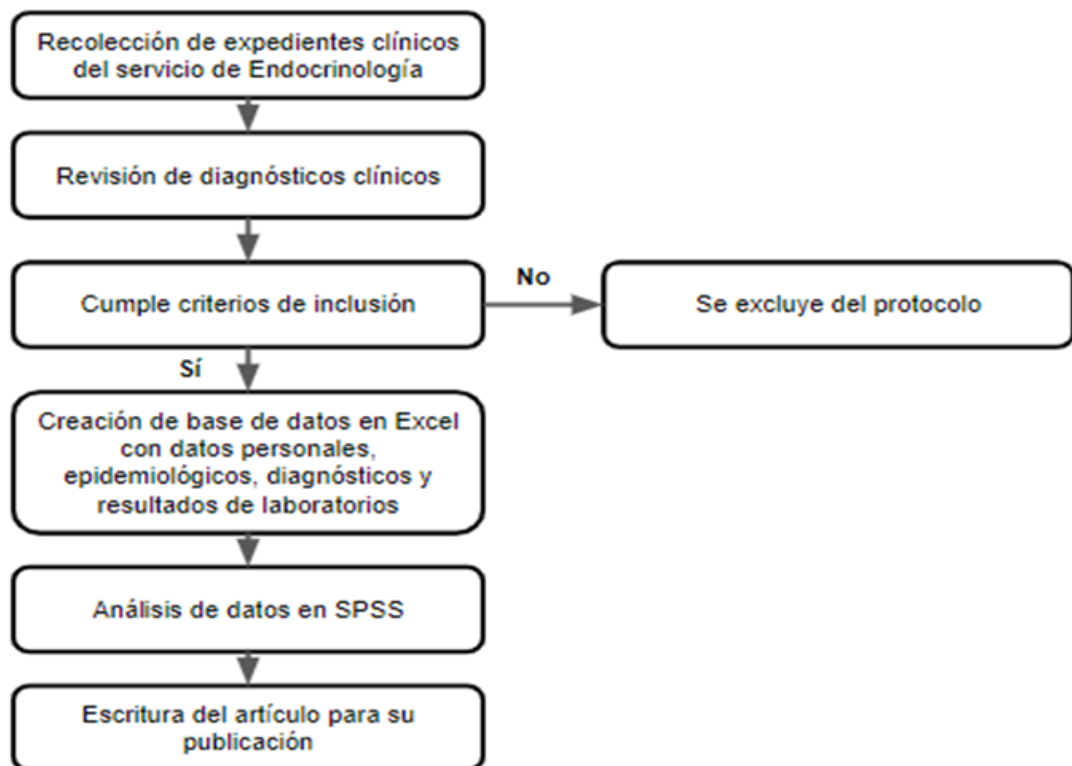 Recolección de expedientes clínicos
del servicio de Endocrinología
Revisión de diagnósticos clínicos
Cumple criterios de inclusión
No
Se excluye del protocolo
Sí
Creación de base de datos en Excel
con datos personales,
epidemiológicos, diagnósticos y
resultados de laboratorios
Análisis de datos en SPSS
Escritura del artículo para su
publicación